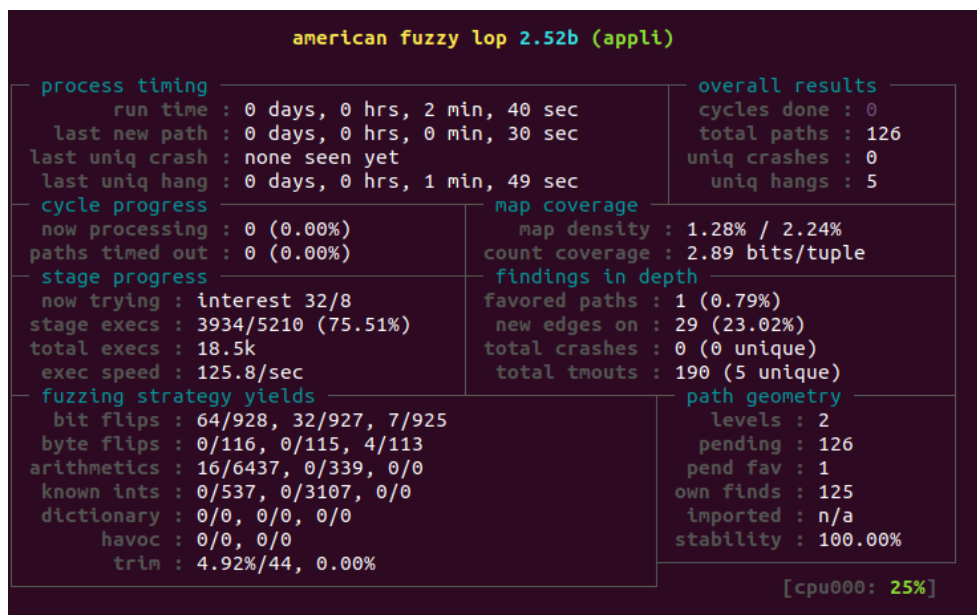 american fuzzy lop 2.52b (appli)
process timing
run time : 0 days, 0 hrs, 2 min, 40 sec
last new path : 0 days, 0 hrs, 0 min, 30 sec
last uniq crash : none seen yet
last uniq hang : 0 days, 0 hrs, 1 min, 49 sec
overall results
cycles done : 0
total paths : 126
uniq crashes : 0
uniq hangs : 5
cycle progress
now processing : 0 (0.00%)
paths timed out : 0 (0.00%)
map coverage
map density : 1.28% / 2.24%
count coverage : 2.89 bits/tuple
stage progress
now trying : interest 32/8
stage execs : 3934/5210 (75.51%)
total execs : 18.5k
exec speed : 125.8/sec
findings in depth
favored paths : 1 (0.79%)
new edges on : 29 (23.02%)
total crashes : 0 (0 unique)
total tmouts : 190 (5 unique)
fuzzing strategy yields
bit flips : 64/928, 32/927, 7/925
byte flips : 0/116, 0/115, 4/113
arithmetics : 16/6437, 0/339, 0/0
known ints : 0/537, 0/3107, 0/0
dictionary : 0/0, 0/0, 0/0
havoc : 0/0, 0/0
trim : 4.92%/44, 0.00%
path geometry
levels : 2
pending : 126
pend fav : 1
own finds : 125
imported : n/a
stability : 100.00%
[cpu000: 25%]